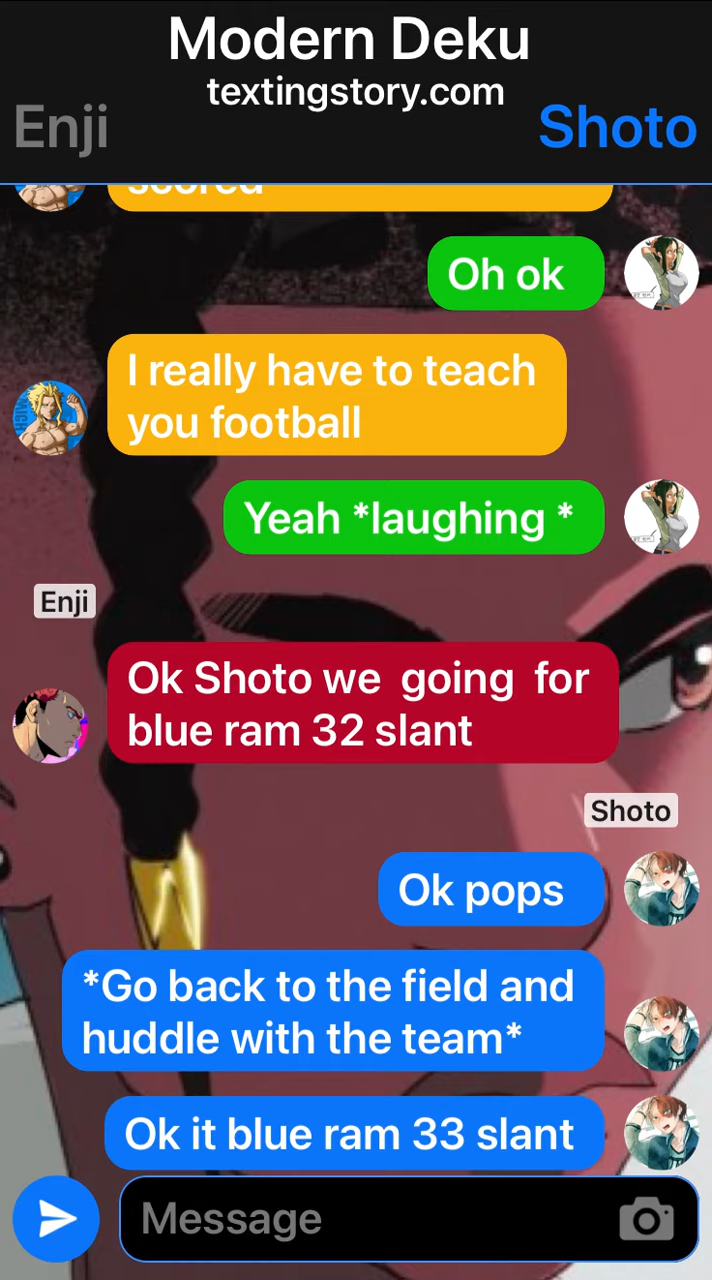 Modern Deku
textingstory.com
Enji
Shoto
scored
Oh ok
I really have to teach
you football
Yeah *laughing *
Enji
Ok Shoto we going for
blue ram 32 slant
Shoto
Ok pops
*Go back to the field and
huddle with the team*
Ok it blue ram 33 slant
Message